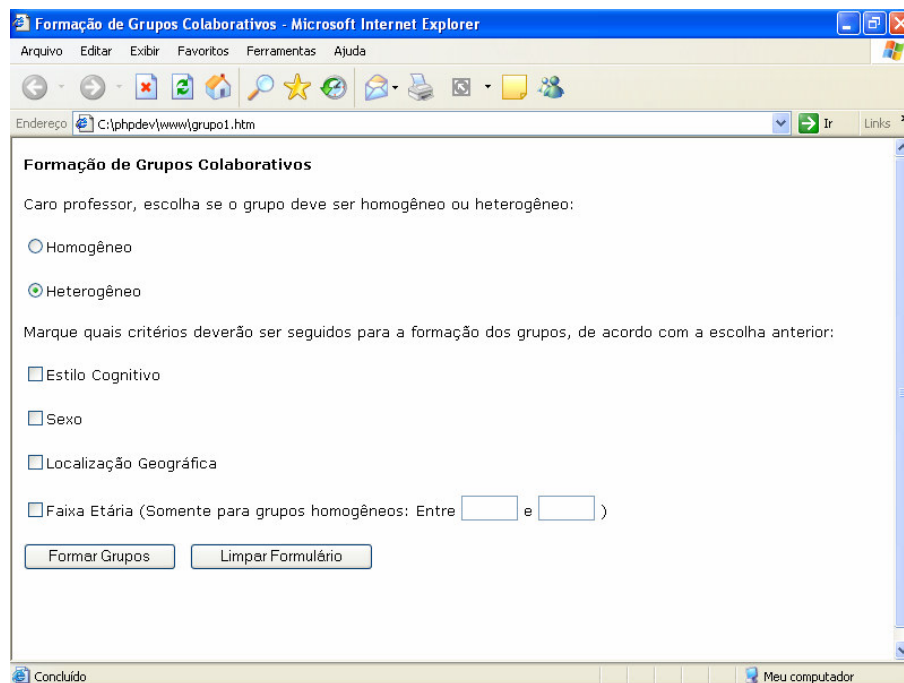 Formação de Grupos Colaborativos - Microsoft Internet Explorer
Arquivo Editar Exibir Favoritos Ferramentas Ajuda
Endereço C:\phpdev\www\grupo1.htm Ir Links
Formação de Grupos Colaborativos
Caro professor, escolha se o grupo deve ser homogêneo ou heterogêneo:
Homogêneo
Heterogêneo
Marque quais critérios deverão ser seguidos para a formação dos grupos, de acordo com a escolha anterior:
Estilo Cognitivo
Sexo
Localização Geográfica
Faixa Etária (Somente para grupos homogêneos: Entre e )
Formar Grupos Limpar Formulário
Concluído Meu computador